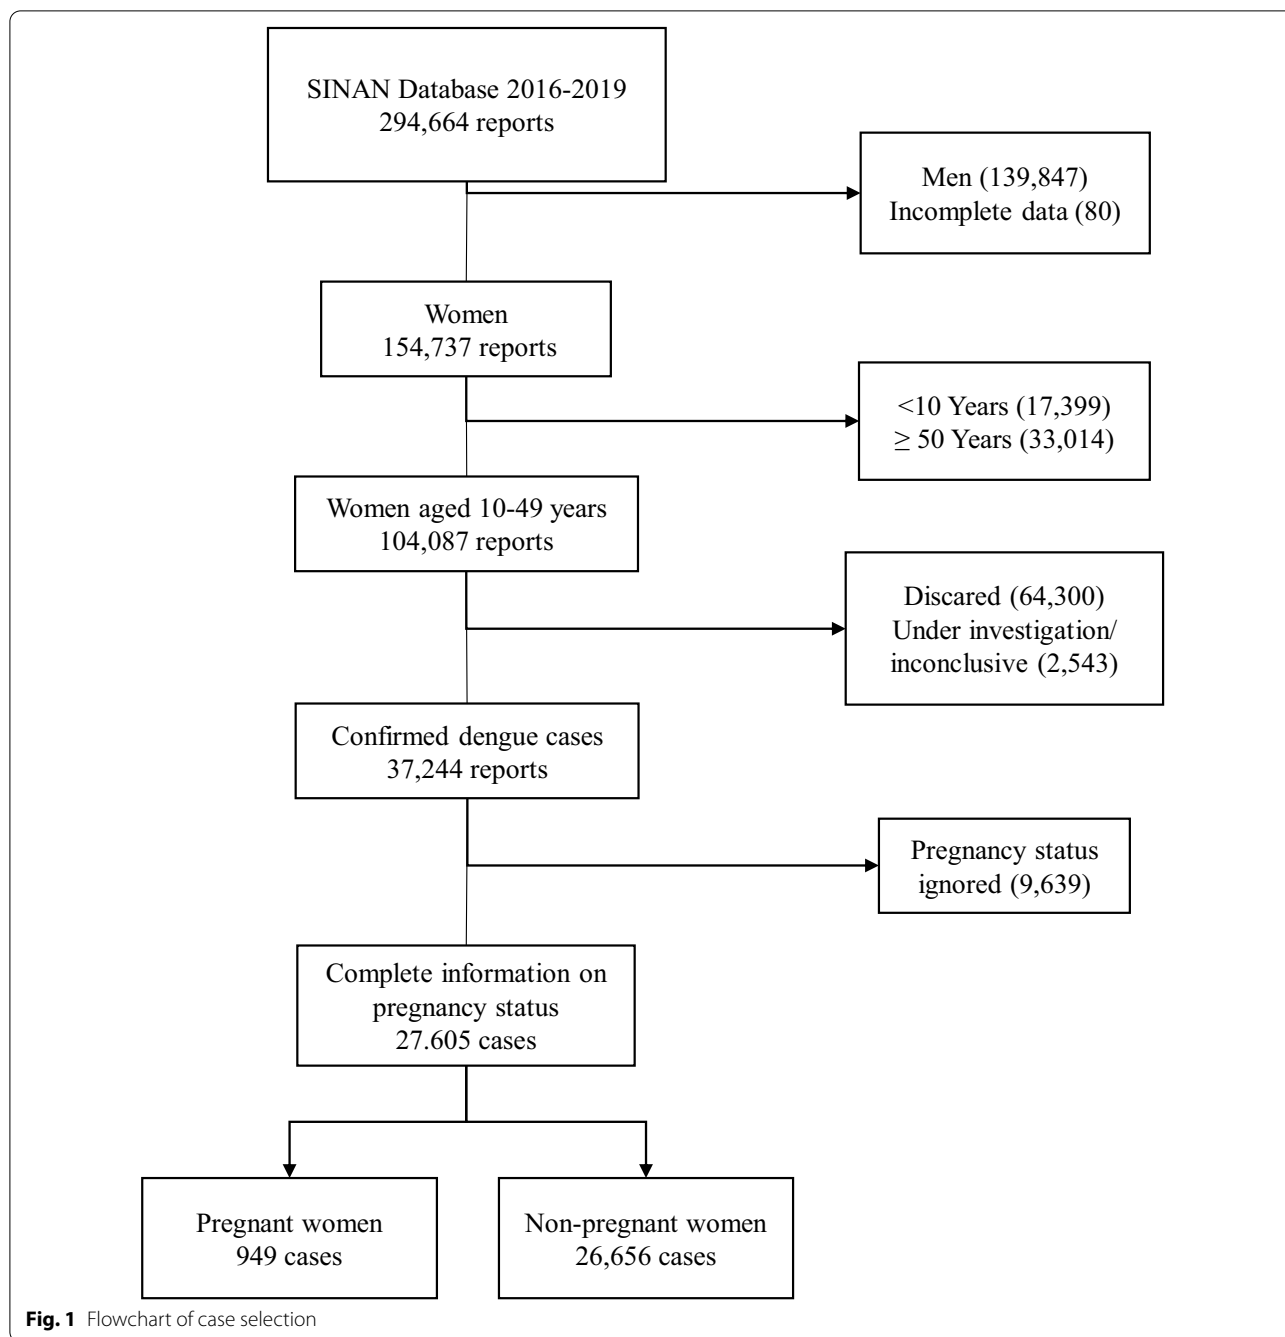 SINAN Database 2016-2019
294,664 reports
Men (139,847)
Incomplete data (80)
Women
154,737 reports
<10 Years (17,399)
≥ 50 Years (33,014)
Women aged 10-49 years
104,087 reports
Discared (64,300)
Under investigation/
inconclusive (2,543)
Confirmed dengue cases
37,244 reports
Pregnancy status
ignored (9,639)
Complete information on
pregnancy status
27.605 cases
Pregnant women
949 cases
Non-pregnant women
26,656 cases
Fig. 1 Flowchart of case selection